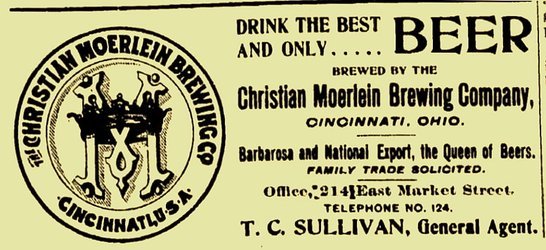 THE CHRISTIAN MOERLEIN BREWING CO
CINCINNATI, U.S.A.
M
DRINK THE BEST
AND ONLY..... BEER
BREWED BY THE
Christian Moerlein Brewing Company,
CINCINNATI, OHIO.
Barbarosa and National Export, the Queen of Beers.
FAMILY TRADE SOLICITED.
Office, 214 East Market Street.
TELEPHONE NO. 124.
T. C. SULLIVAN, General Agent.